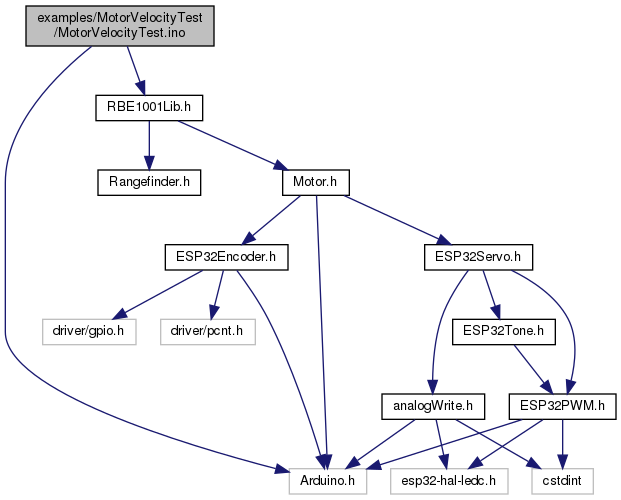 examples/MotorVelocityTest
/MotorVelocityTest.ino
RBE1001Lib.h
Rangefinder.h
Motor.h
ESP32Encoder.h
ESP32Servo.h
driver/gpio.h
driver/pcnt.h
ESP32Tone.h
analogWrite.h
ESP32PWM.h
Arduino.h
esp32-hal-ledc.h
cstdint